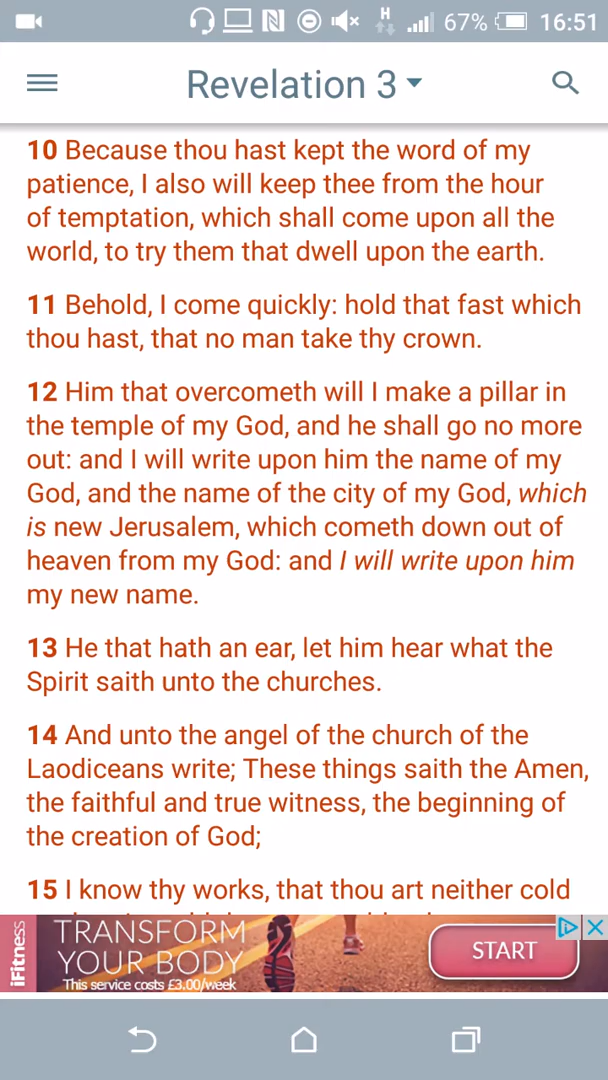 H 67% 16:51
Revelation 3
10 Because thou hast kept the word of my
patience, I also will keep thee from the hour
of temptation, which shall come upon all the
world, to try them that dwell upon the earth.
11 Behold, I come quickly: hold that fast which
thou hast, that no man take thy crown.
12 Him that overcometh will I make a pillar in
the temple of my God, and he shall go no more
out: and I will write upon him the name of my
God, and the name of the city of my God, which
is new Jerusalem, which cometh down out of
heaven from my God: and I will write upon him
my new name.
13 He that hath an ear, let him hear what the
Spirit saith unto the churches.
14 And unto the angel of the church of the
Laodiceans write; These things saith the Amen,
the faithful and true witness, the beginning of
the creation of God;
15 I know thy works, that thou art neither cold
iFitness
TRANSFORM
YOUR BODY
This service costs £3.00/week
START